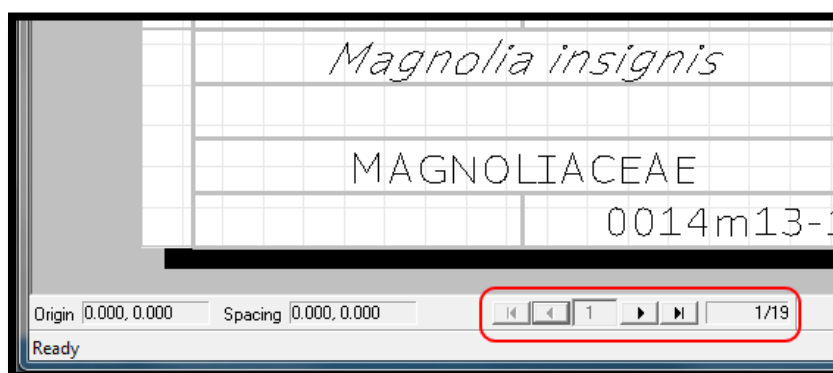 Magnolia insignis
MAGNOLIACEAE
0014m13-
Origin 0.000, 0.000 Spacing 0.000, 0.000 1 1/19
Ready